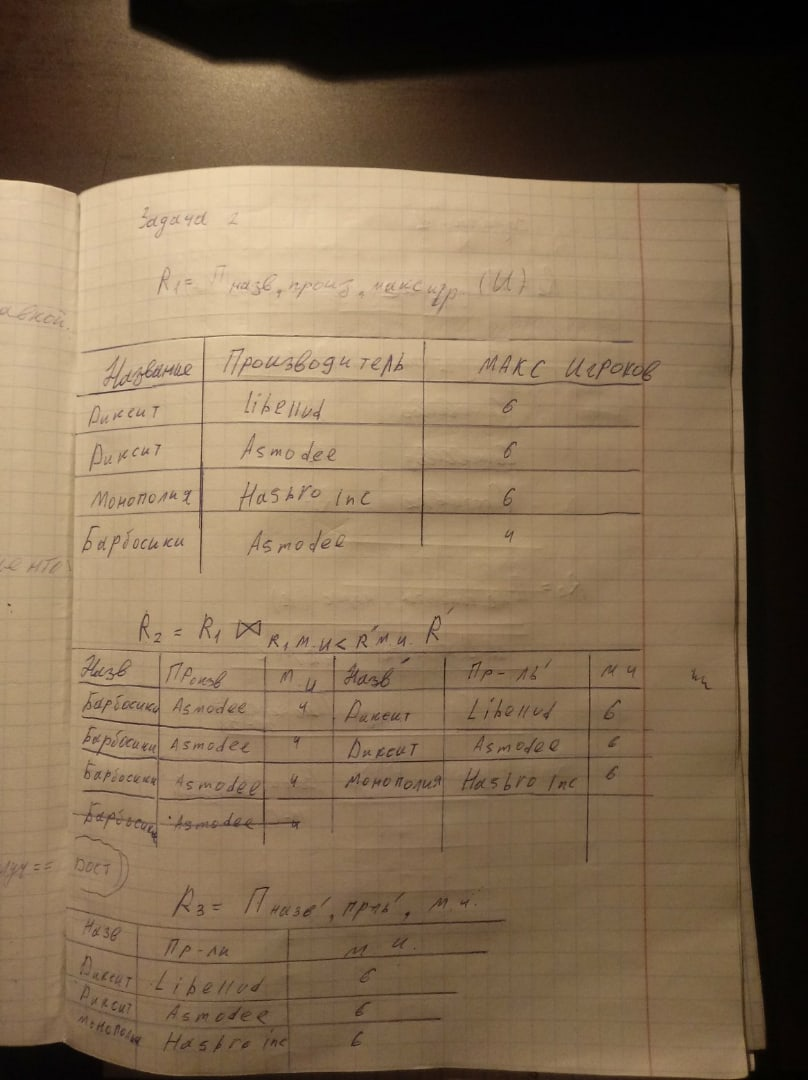 Задача 2
R1 = П назв, произ, максигр. (И)
Название Производитель МАКС Игроков
Диксит Libellud 6
Диксит Asmodee 6
Монополия Hasbro inc 6
Барбосики Asmodee 4
R2 = R1 ⋈ R1 м.и < R' м.и. R'
Назв Произв м.и Назв' Пр-ль' м и
Барбосики Asmodee 4 Диксит Libellud 6
Барбосики Asmodee 4 Диксит Asmodee 6
Барбосики Asmodee 4 Монополия Hasbro inc 6
Барбосики Asmodee 4
== Дост
R3 = П назв', пр-ль', м.и.
Назв Пр-ли м и.
Диксит Libellud 6
Диксит Asmodee 6
Монополия Hasbro inc 6